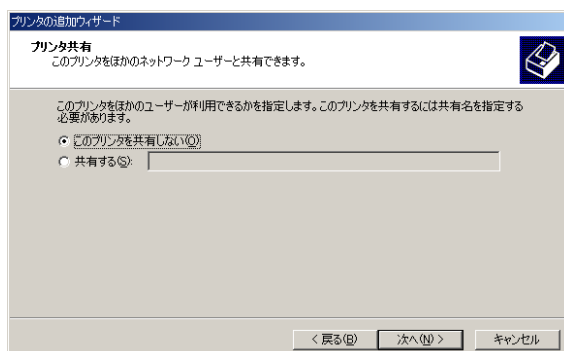 プリンタの追加ウィザード
プリンタ共有
このプリンタをほかのネットワーク ユーザーと共有できます。
このプリンタをほかのユーザーが利用できるかを指定します。このプリンタを共有するには共有名を指定する
必要があります。
このプリンタを共有しない(O)
共有する(S):
< 戻る(B) 次へ(N) > キャンセル